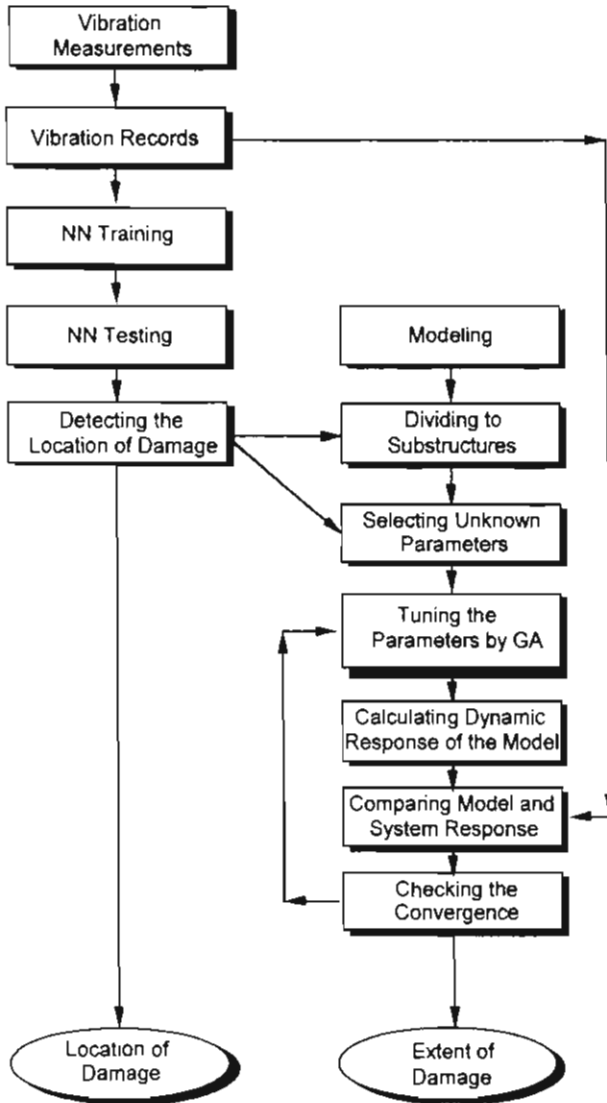 Vibration
Measurements
Vibration Records
NN Training
NN Testing
Detecting the
Location of Damage
Modeling
Dividing to
Substructures
Selecting Unknown
Parameters
Tuning the
Parameters by GA
Calculating Dynamic
Response of the Model
Comparing Model and
System Response
Checking the
Convergence
Location of
Damage
Extent of
Damage